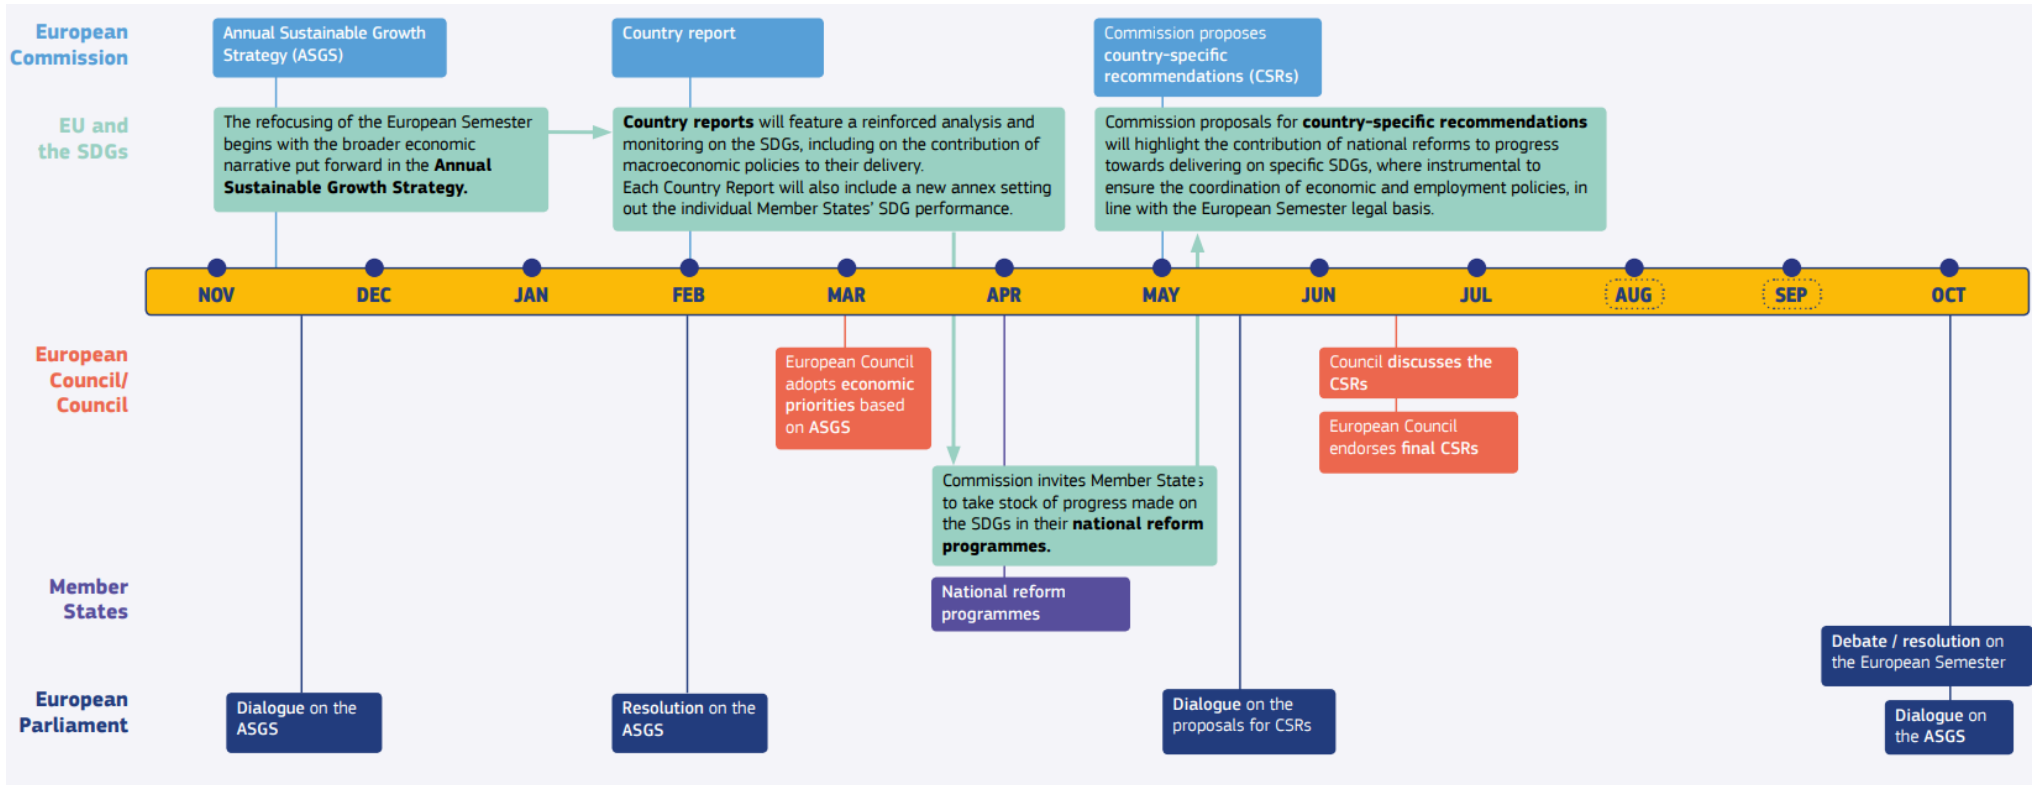 European
Commission
Annual Sustainable Growth
Strategy (ASGS)
Country report
Commission proposes
country-specific
recommendations (CSRs)
EU and
the SDGs
The refocusing of the European Semester
begins with the broader economic
narrative put forward in the Annual
Sustainable Growth Strategy.
Country reports will feature a reinforced analysis and
monitoring on the SDGs, including on the contribution of
macroeconomic policies to their delivery.
Each Country Report will also include a new annex setting
out the individual Member States' SDG performance.
Commission proposals for country-specific recommendations
will highlight the contribution of national reforms to progress
towards delivering on specific SDGs, where instrumental to
ensure the coordination of economic and employment policies, in
line with the European Semester legal basis.
NOV DEC JAN FEB MAR APR MAY JUN JUL AUG SEP OCT
European
Council/
Council
European Council
adopts economic
priorities based
on ASGS
Council discusses the
CSRs
European Council
endorses final CSRs
Commission invites Member States
to take stock of progress made on
the SDGs in their national reform
programmes.
Member
States
National reform
programmes
European
Parliament
Dialogue on the
ASGS
Resolution on the
ASGS
Dialogue on the
proposals for CSRs
Debate / resolution on
the European Semester
Dialogue on
the ASGS